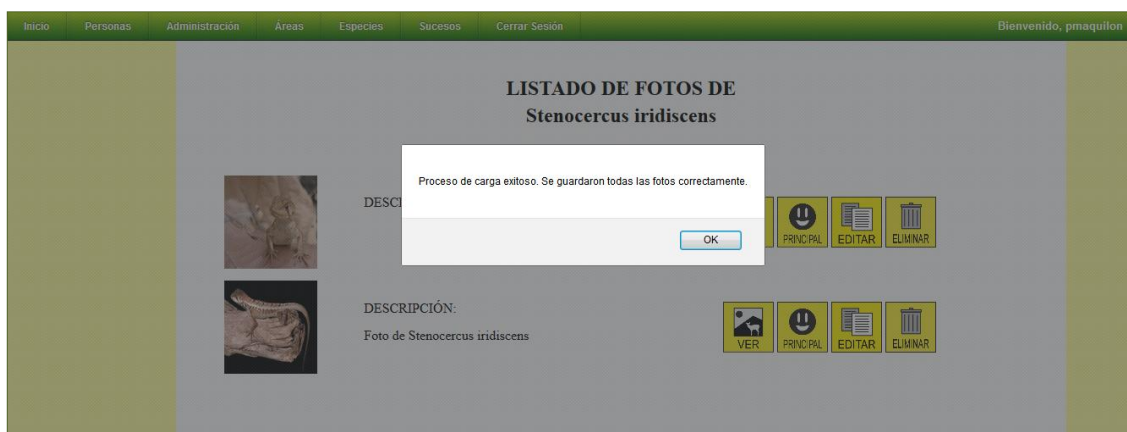 Inicio Personas Administración Áreas Especies Sucesos Cerrar Sesión Bienvenido, pmaquilon
LISTADO DE FOTOS DE
Stenocercus iridiscens
Proceso de carga exitoso. Se guardaron todas las fotos correctamente.
OK
PRINCIPAL EDITAR ELIMINAR
DESCRIPCIÓN:
Foto de Stenocercus iridiscens
VER PRINCIPAL EDITAR ELIMINAR